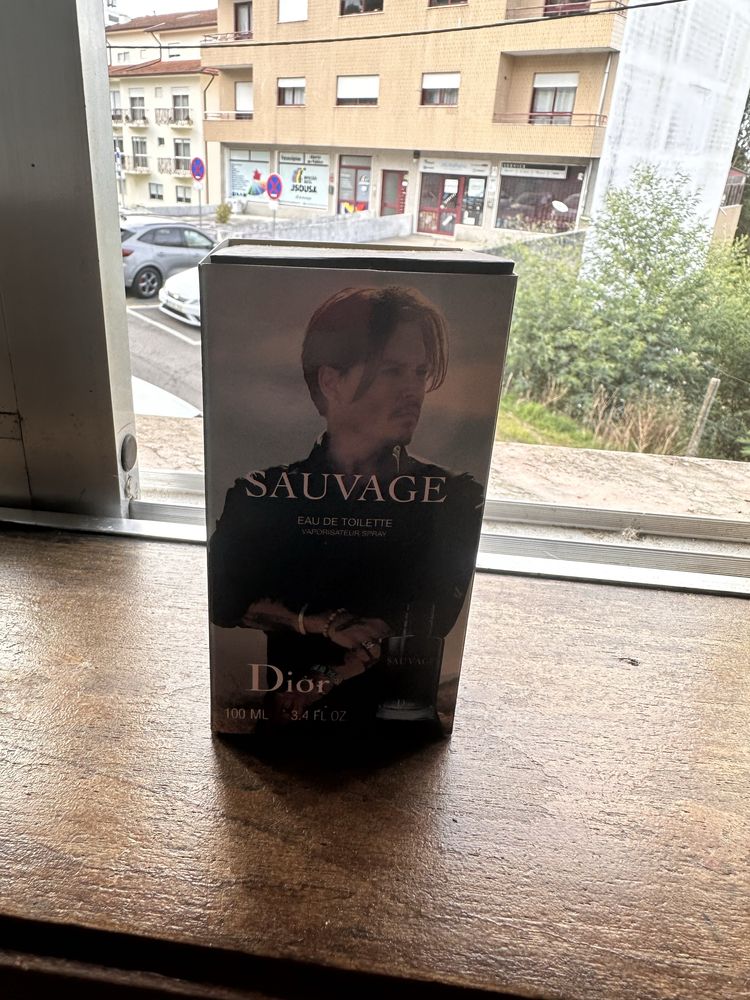 JSOUSA
SAUVAGE
EAU DE TOILETTE
VAPORISATEUR SPRAY
SAUVAGE
Dior
100 ML 3.4 FL OZ